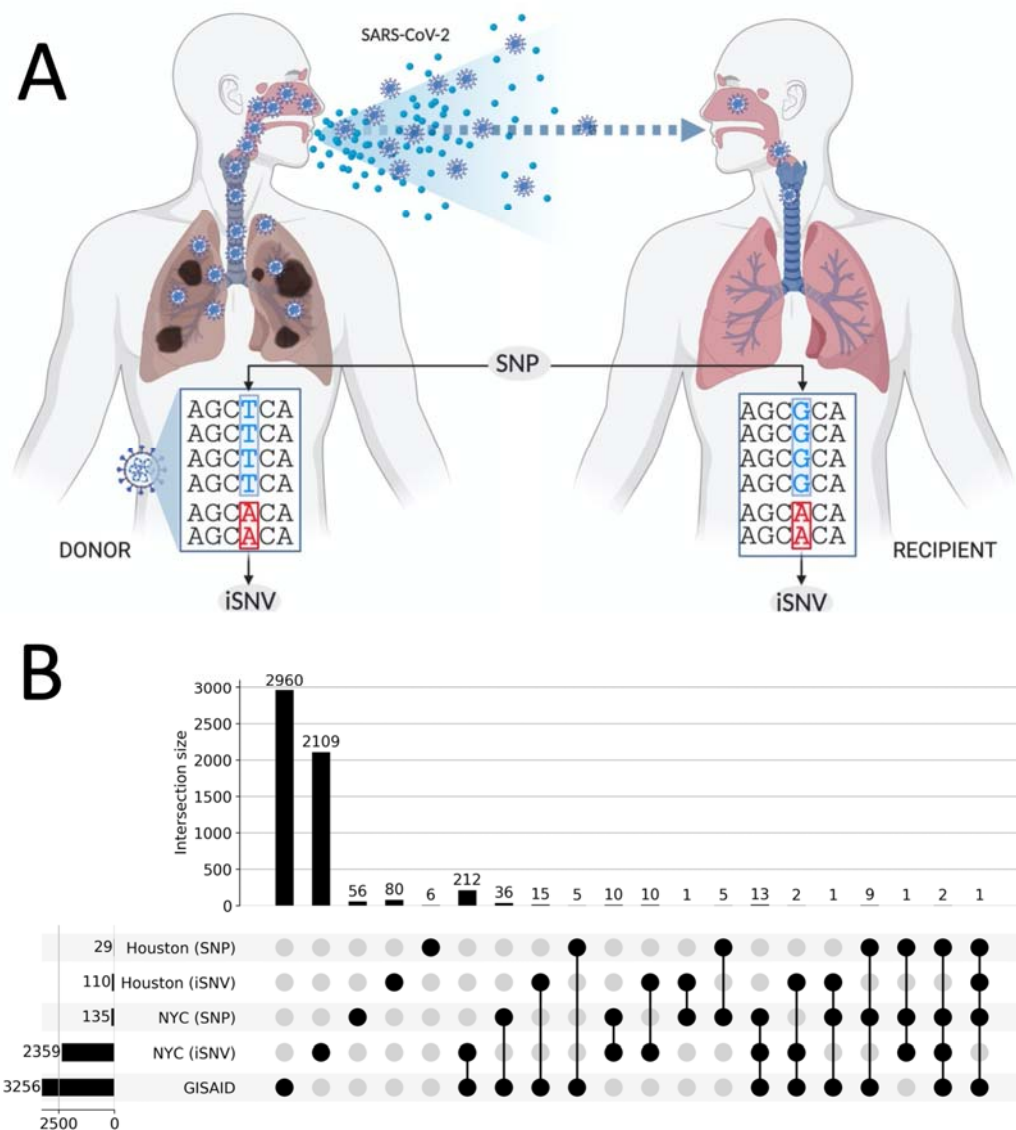 A
SARS-CoV-2
SNP
AGCTCA
AGCTCA
AGCTCA
AGCTCA
AGCACA
AGCACA
AGCGCA
AGCGCA
AGCGCA
AGCGCA
AGCACA
AGCACA
DONOR
RECIPIENT
iSNV
iSNV
B
Intersection size
3000
2500
2000
1500
1000
500
0
2960
2109
56
80
6
212
36
15
5
10
10
1
5
13
2
1
9
1
2
1
29 Houston (SNP)
110 Houston (iSNV)
135 NYC (SNP)
2359 NYC (iSNV)
3256 GISAID
2500 0